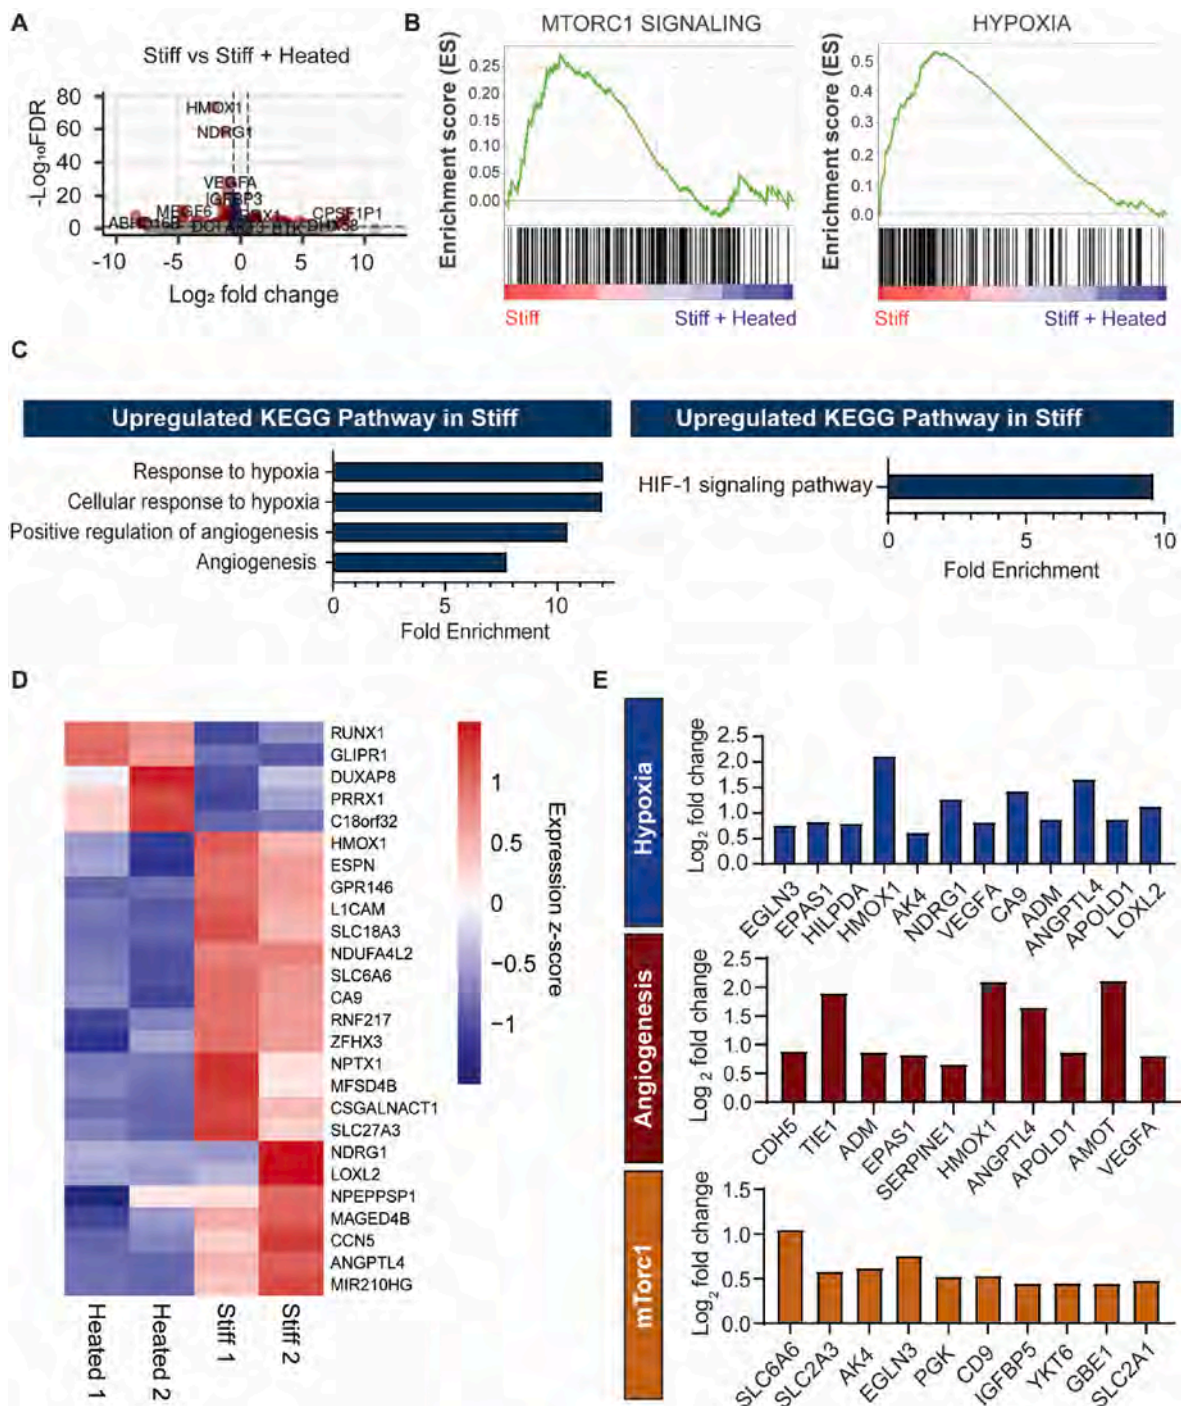 A
Stiff vs Stiff + Heated
80
60
40
20
0
-Log₁₀FDR
HMOX1
NDRG1
VEGFA
IGFBP3
MEGF6
CPSF1P1
DHX58
-10
-5
0
5
10
Log₂ fold change
B
MTORC1 SIGNALING
Enrichment score (ES)
0.25
0.20
0.15
0.10
0.05
0.00
Stiff
Stiff + Heated
HYPOXIA
Enrichment score (ES)
0.5
0.4
0.3
0.2
0.1
0.0
Stiff
Stiff + Heated
C
Upregulated KEGG Pathway in Stiff
Response to hypoxia
Cellular response to hypoxia
Positive regulation of angiogenesis
Angiogenesis
0
5
10
Fold Enrichment
Upregulated KEGG Pathway in Stiff
HIF-1 signaling pathway
0
5
10
Fold Enrichment
D
RUNX1
GLIPR1
DUXAP8
PRRX1
C18orf32
HMOX1
ESPN
GPR146
L1CAM
SLC18A3
NDUFA4L2
SLC6A6
CA9
RNF217
ZFHX3
NPTX1
MFSD4B
CSGALNACT1
SLC27A3
NDRG1
LOXL2
NPEPPSP1
MAGED4B
CCN5
ANGPTL4
MIR210HG
Heated 1
Heated 2
Stiff 1
Stiff 2
1
0.5
0
−0.5
−1
Expression z-score
E
Hypoxia
Log₂ fold change
2.5
2.0
1.5
1.0
0.5
0.0
EGLN3
EPAS1
HILPDA
HMOX1
AK4
NDRG1
VEGFA
CA9
ADM
ANGPTL4
APOLD1
LOXL2
Angiogenesis
Log ₂ fold change
2.5
2.0
1.5
1.0
0.5
0.0
CDH5
TIE1
ADM
EPAS1
SERPINE1
HMOX1
ANGPTL4
APOLD1
AMOT
VEGFA
mTorc1
Log₂ fold change
1.5
1.0
0.5
0.0
SLC6A6
SLC2A3
AK4
EGLN3
PGK
CD9
IGFBP5
YKT6
GBE1
SLC2A1